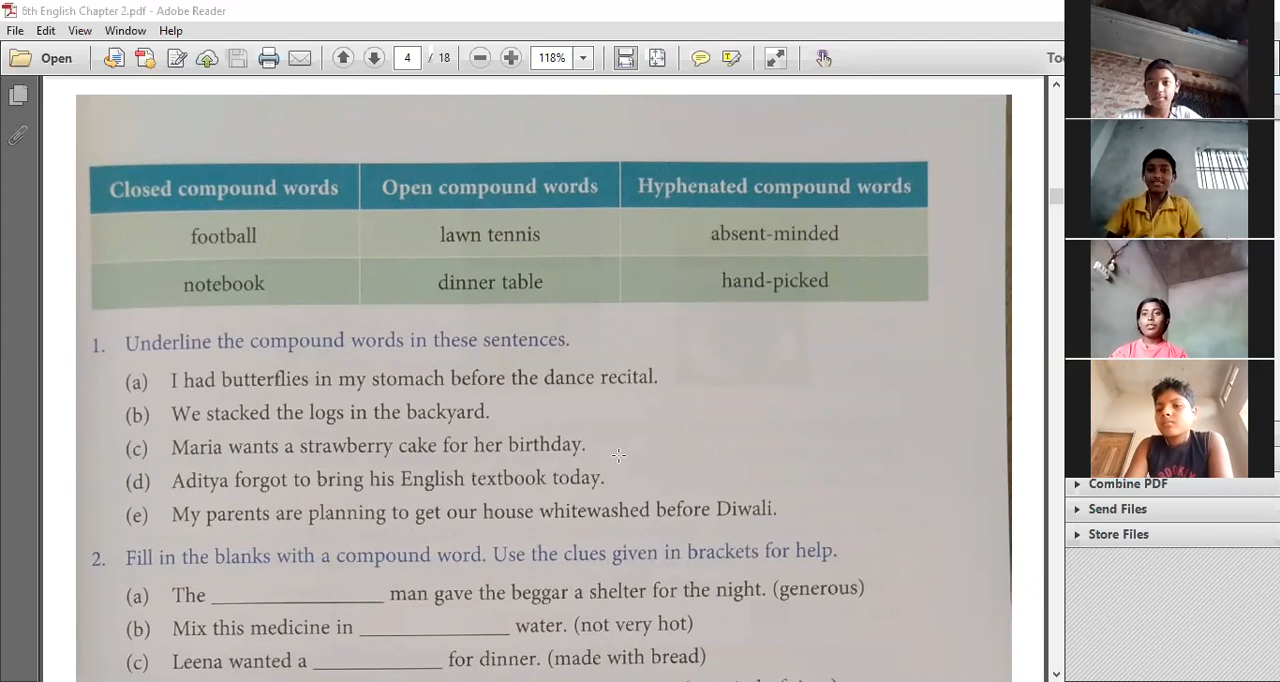 6th English Chapter 2.pdf - Adobe Reader
File Edit View Window Help
Open 4 / 18 118%
Closed compound words Open compound words Hyphenated compound words
football lawn tennis absent-minded
notebook dinner table hand-picked
1. Underline the compound words in these sentences.
(a) I had butterflies in my stomach before the dance recital.
(b) We stacked the logs in the backyard.
(c) Maria wants a strawberry cake for her birthday.
(d) Aditya forgot to bring his English textbook today.
(e) My parents are planning to get our house whitewashed before Diwali.
2. Fill in the blanks with a compound word. Use the clues given in brackets for help.
(a) The ______________ man gave the beggar a shelter for the night. (generous)
(b) Mix this medicine in ______________ water. (not very hot)
(c) Leena wanted a ____________ for dinner. (made with bread)
Combine PDF
Send Files
Store Files